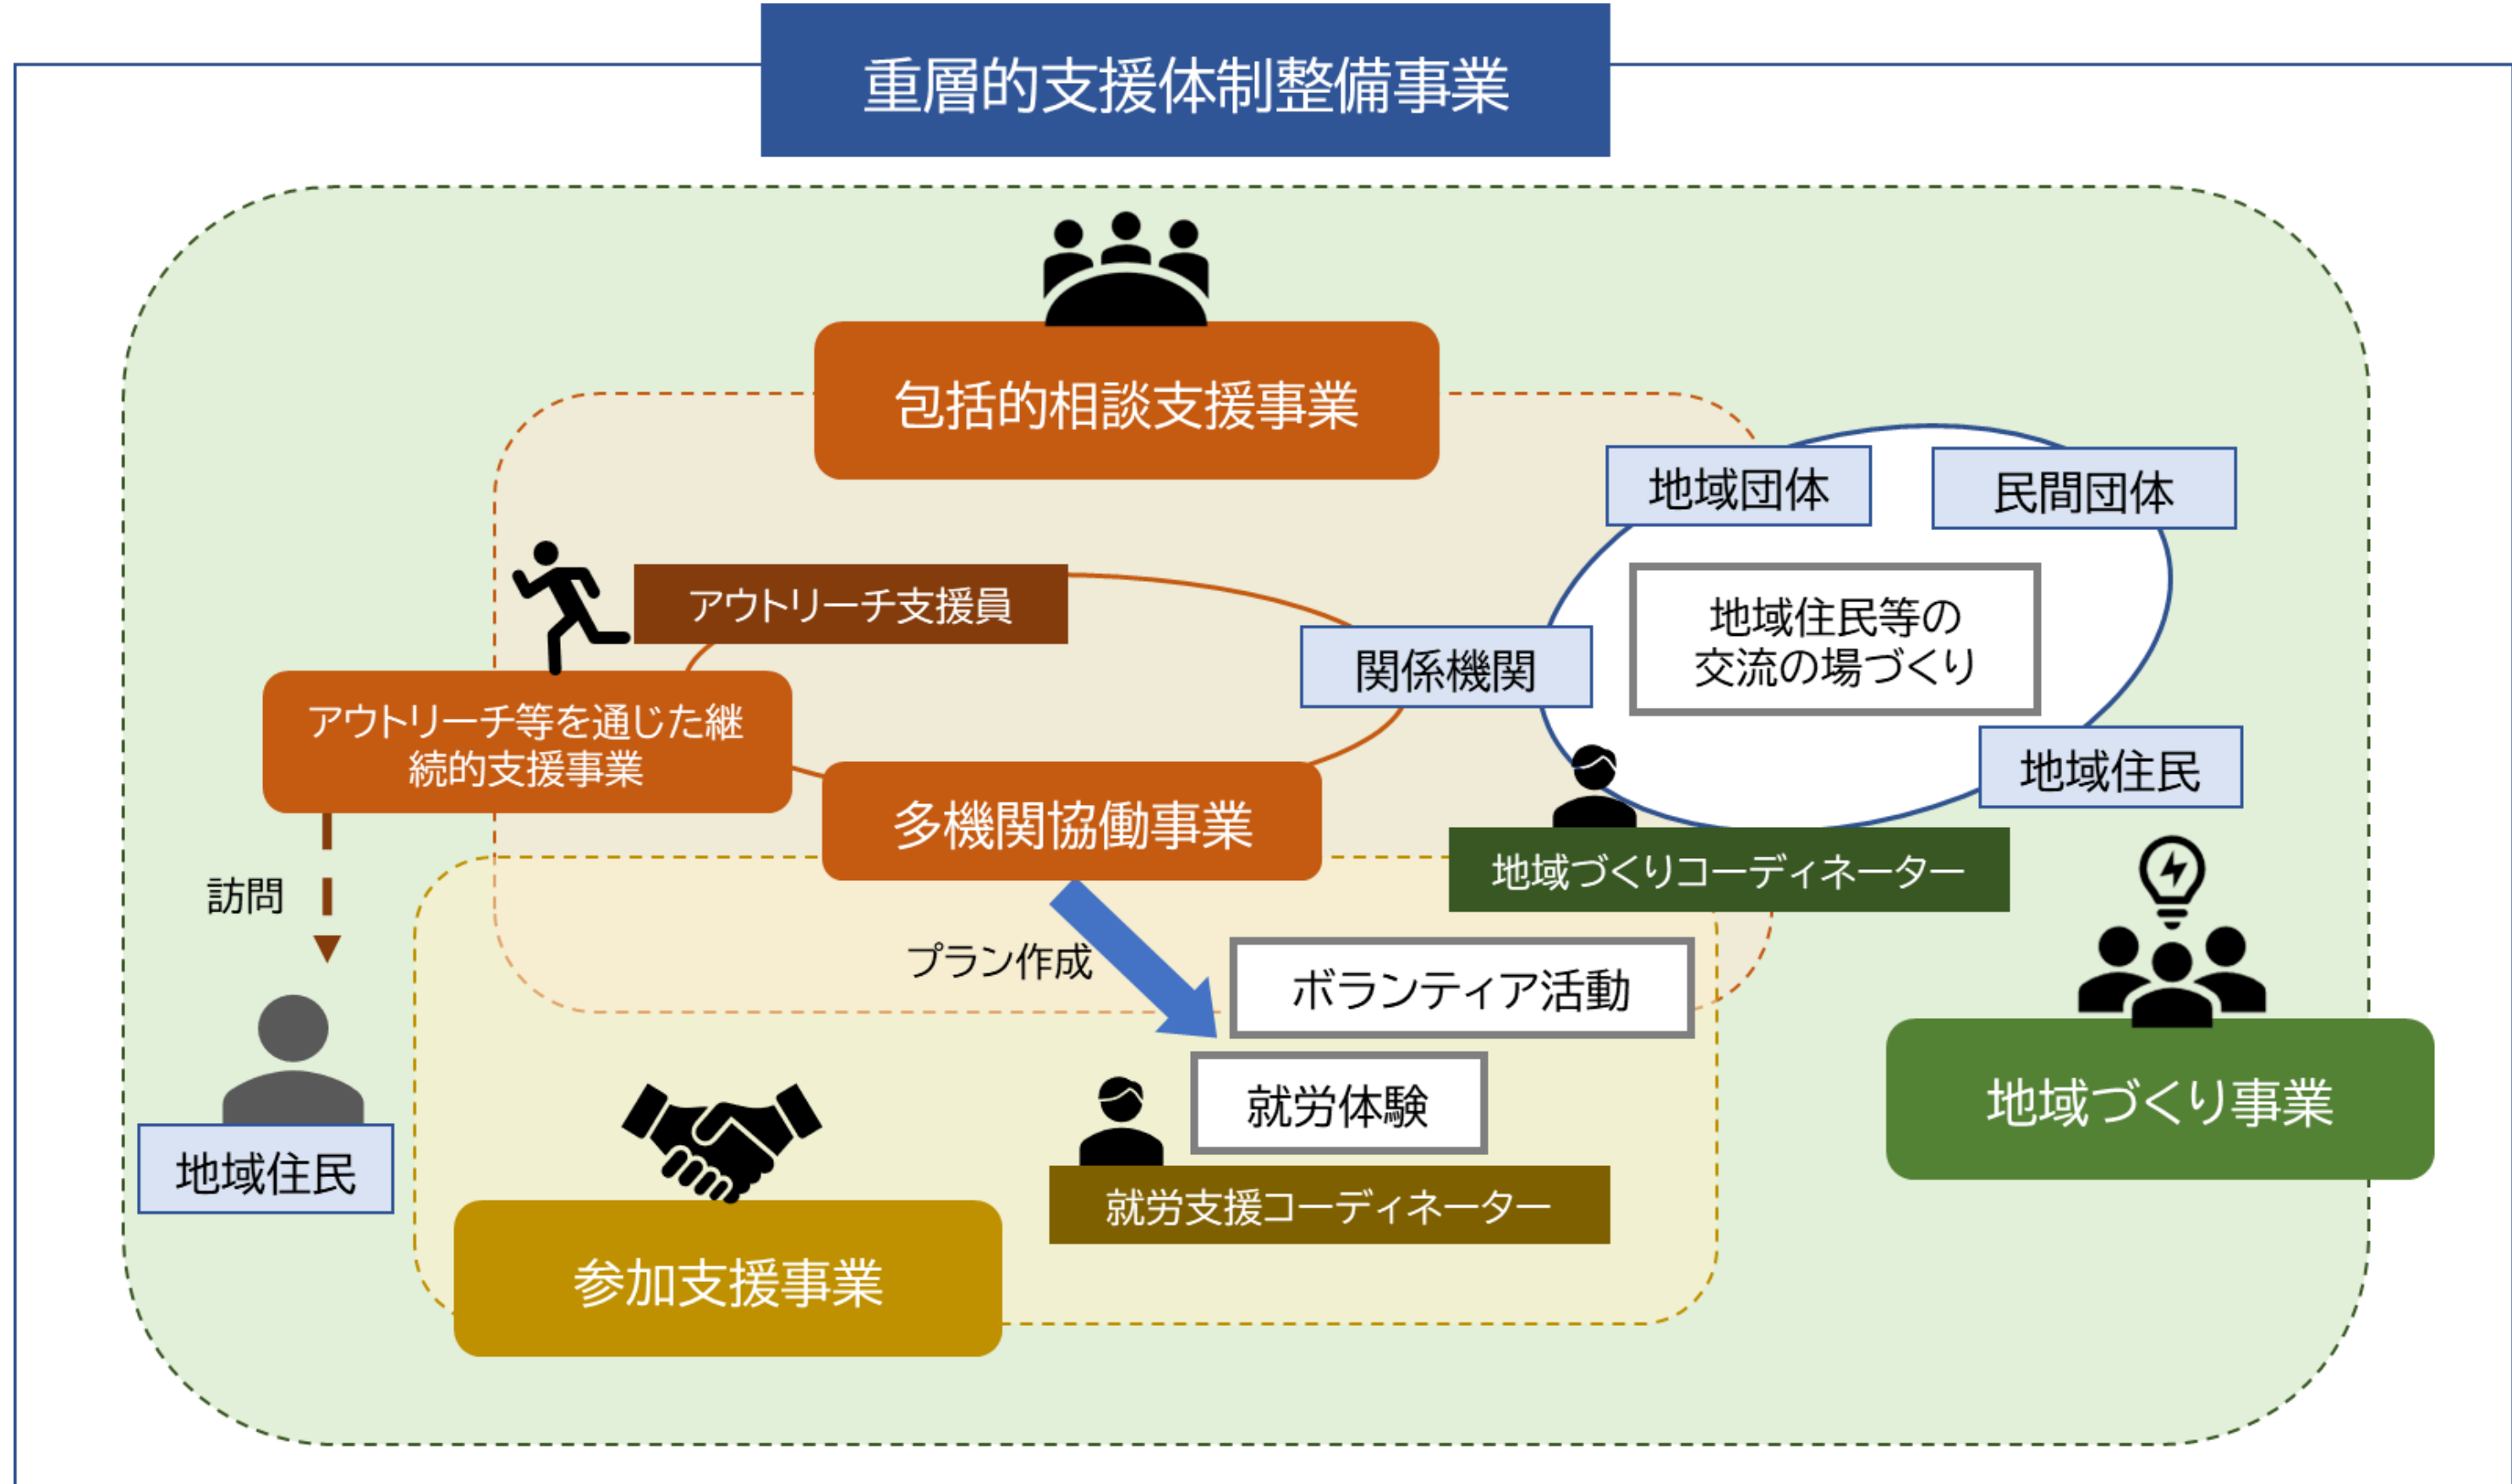 重層的支援体制整備事業
包括的相談支援事業
地域団体
民間団体
アウトリーチ支援員
地域住民等の
交流の場づくり
関係機関
アウトリーチ等を通じた継
続的支援事業
地域住民
多機関協働事業
地域づくりコーディネーター
訪問
プラン作成
ボランティア活動
就労体験
地域づくり事業
地域住民
就労支援コーディネーター
参加支援事業